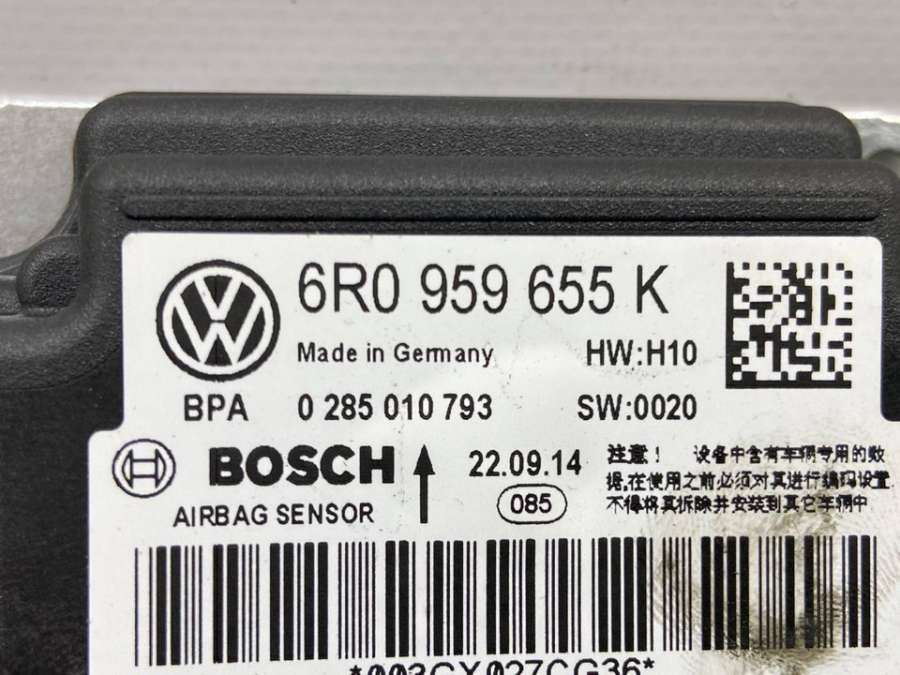 6R0 959 655 K
Made in Germany HW:H10
BPA 0 285 010 793 SW:0020
BOSCH 22.09.14
085
AIRBAG SENSOR
注意！ 设备中含有车辆专用的数
据,在使用之前必须对其进行编码设置
不得将其拆除并安装到其它车辆中
*003CX027CG36*